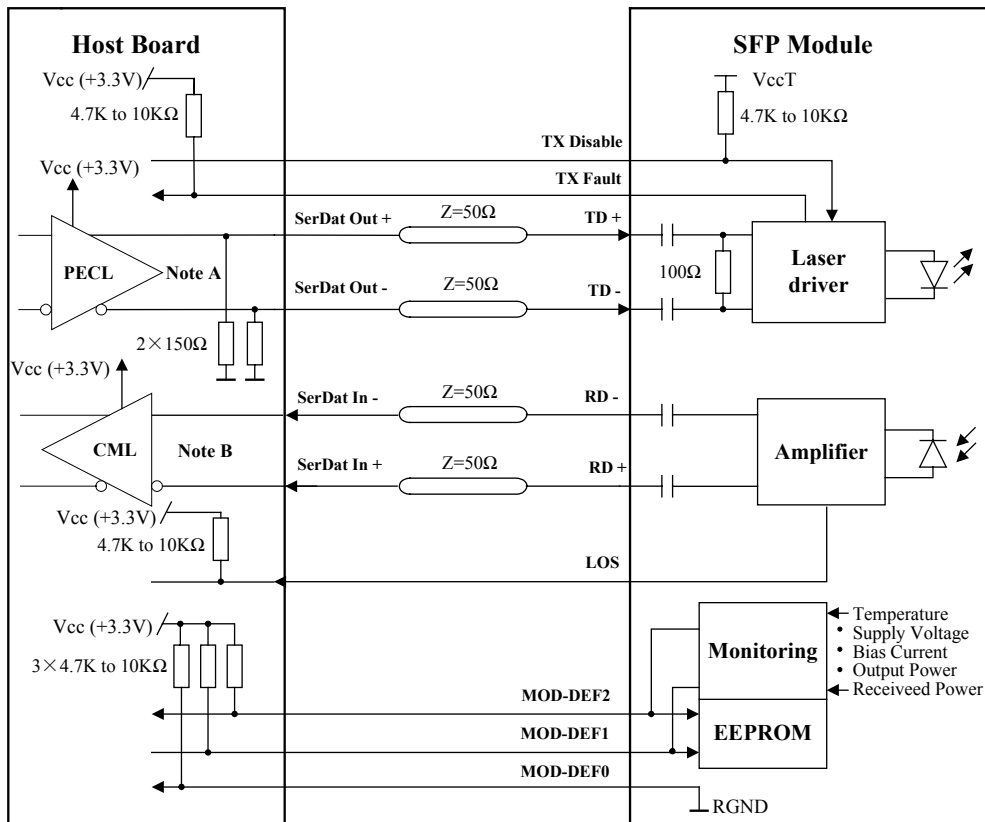 Host Board
SFP Module
Vcc (+3.3V)
4.7K to 10KΩ
VccT
4.7K to 10KΩ
TX Disable
Vcc (+3.3V)
TX Fault
SerDat Out +
Z=50Ω
TD +
PECL
Note A
100Ω
Laser
driver
SerDat Out -
Z=50Ω
TD -
2×150Ω
Vcc (+3.3V)
SerDat In -
Z=50Ω
RD -
CML
Note B
Amplifier
SerDat In +
Z=50Ω
RD +
Vcc (+3.3V)
4.7K to 10KΩ
LOS
Vcc (+3.3V)
3×4.7K to 10KΩ
Monitoring
Temperature
• Supply Voltage
• Bias Current
• Output Power
Receiveed Power
MOD-DEF2
EEPROM
MOD-DEF1
MOD-DEF0
RGND